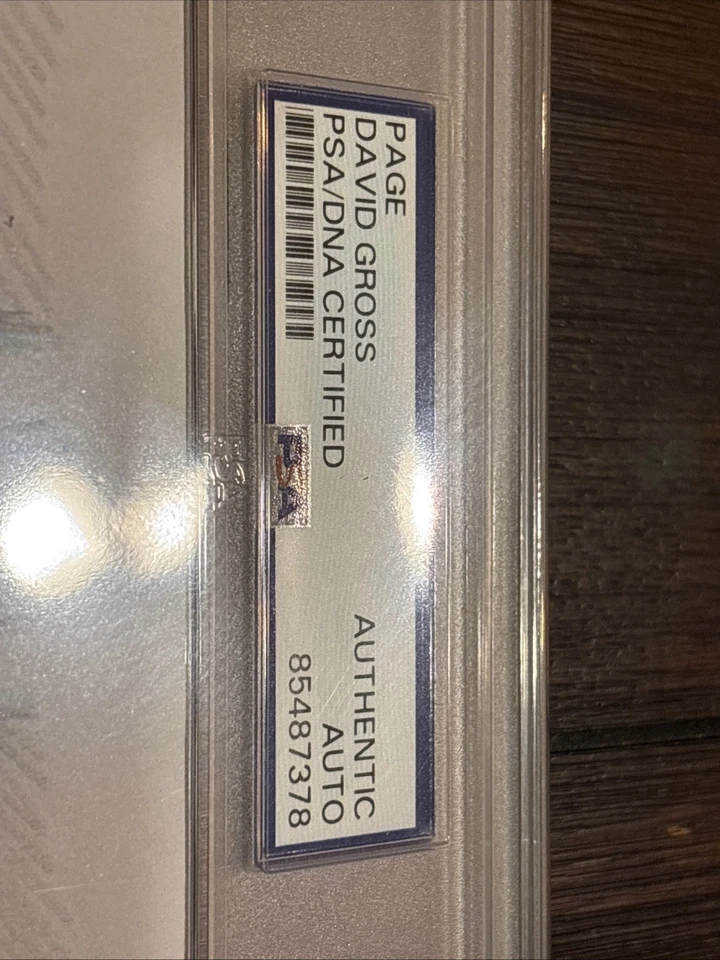 PAGE
DAVID GROSS
AUTHENTIC
PSA/DNA CERTIFIED
AUTO
85487378
PSA